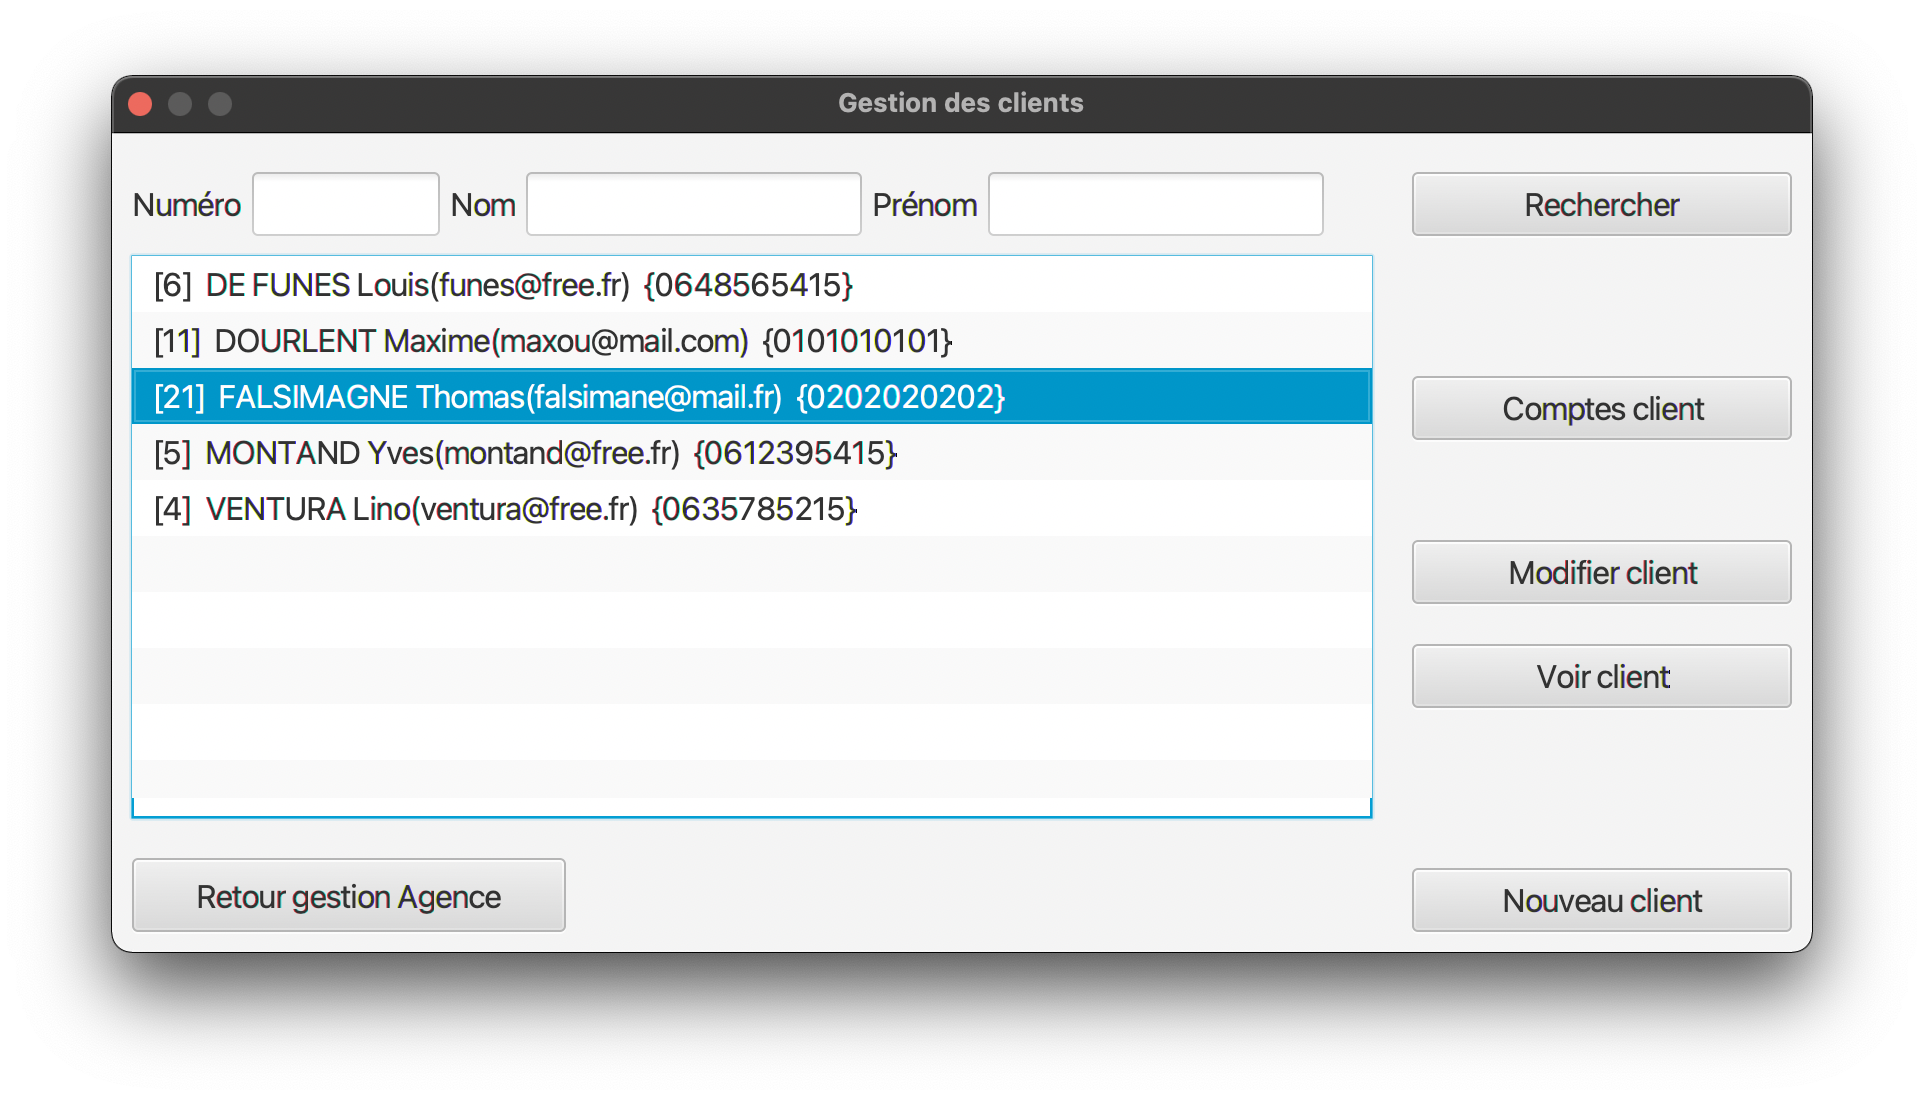 Gestion des clients
Numéro Nom Prénom Rechercher
[6] DE FUNES Louis(funes@free.fr) {0648565415}
[11] DOURLENT Maxime(maxou@mail.com) {0101010101}
[21] FALSIMAGNE Thomas(falsimane@mail.fr) {0202020202}
[5] MONTAND Yves(montand@free.fr) {0612395415}
[4] VENTURA Lino(ventura@free.fr) {0635785215}
Comptes client
Modifier client
Voir client
Retour gestion Agence
Nouveau client